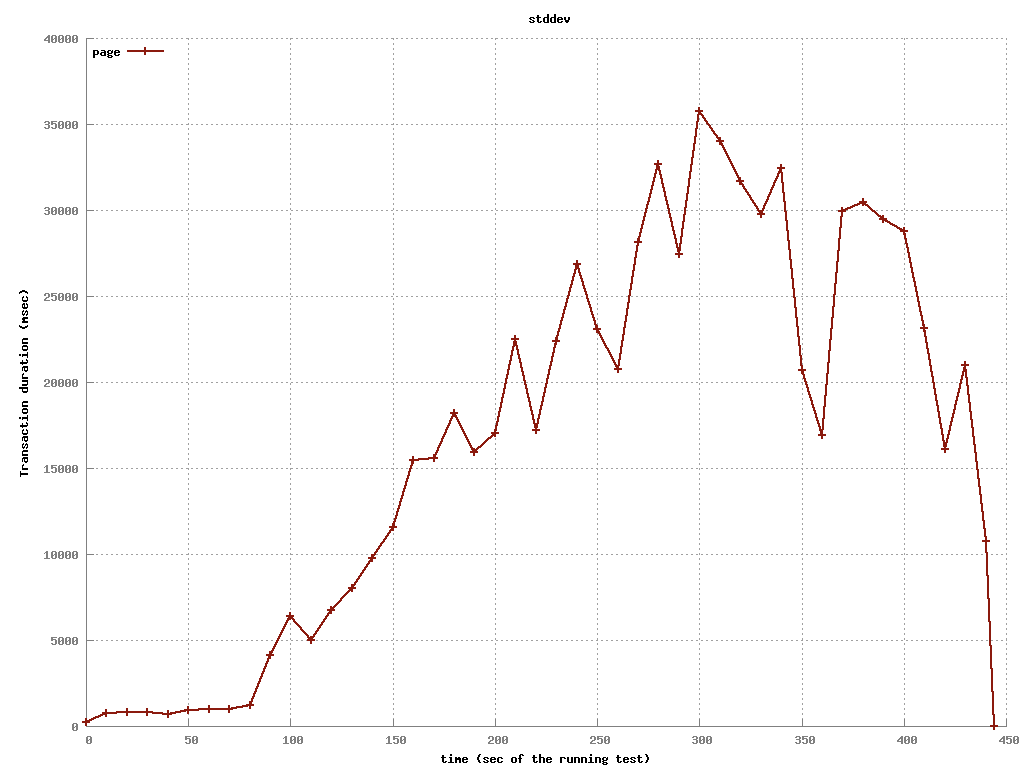 stddev
page
40000
35000
30000
25000
20000
15000
10000
5000
0
Transaction duration (msec)
0 50 100 150 200 250 300 350 400 450
time (sec of the running test)